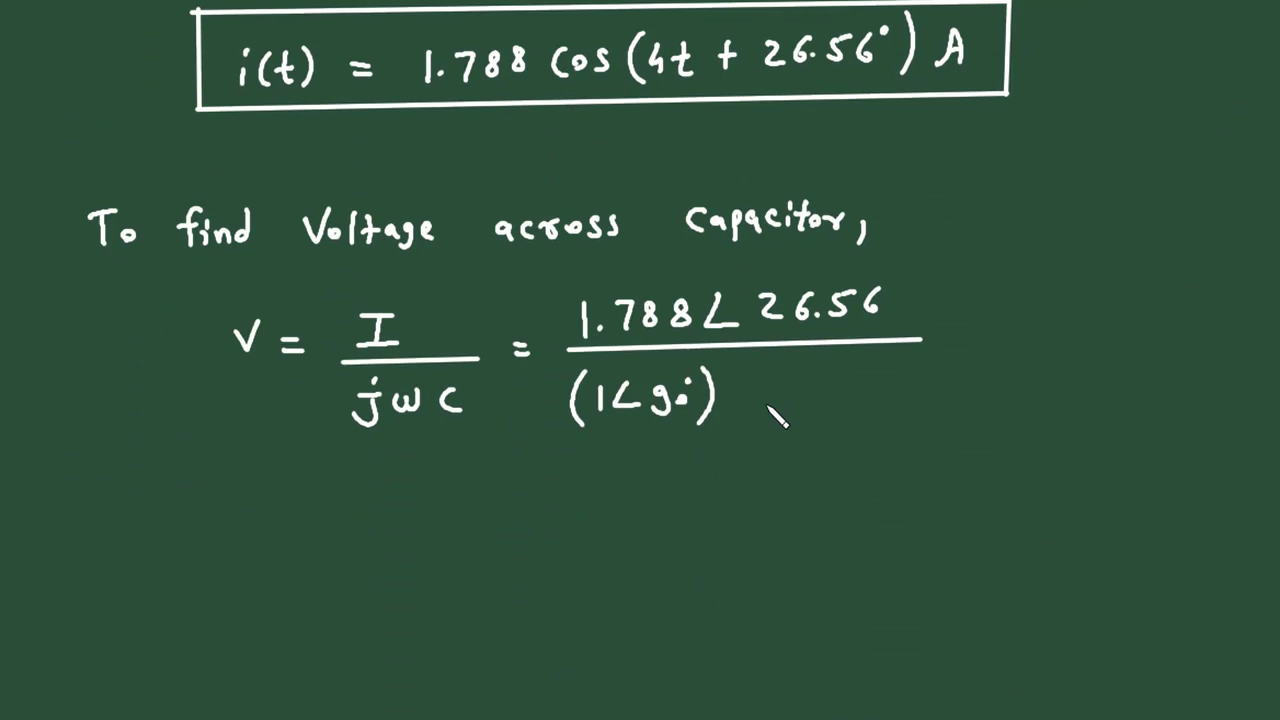 i(t) = 1.788 cos(4t + 26.56°) A
To find Voltage across capacitor,
V = I / jωC = 1.788∠26.56 / (1∠90°)